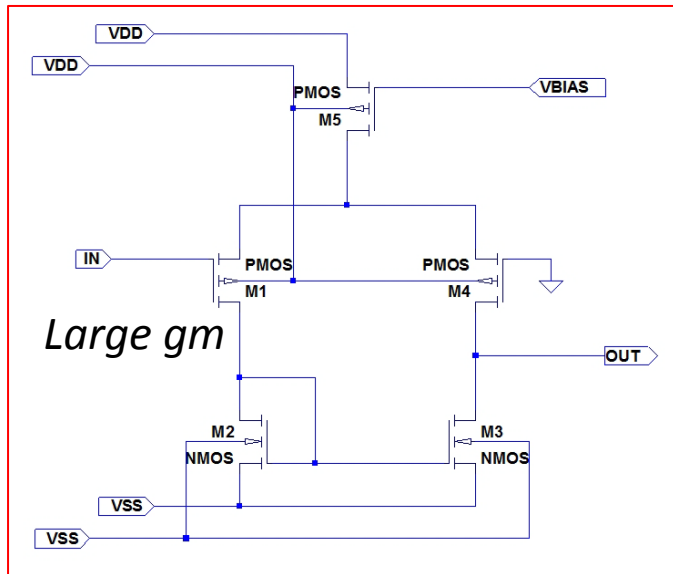 VDD
VDD
PMOS
VBIAS
M5
IN
PMOS
PMOS
M1
M4
Large gm
OUT
M2
M3
NMOS
NMOS
VSS
VSS